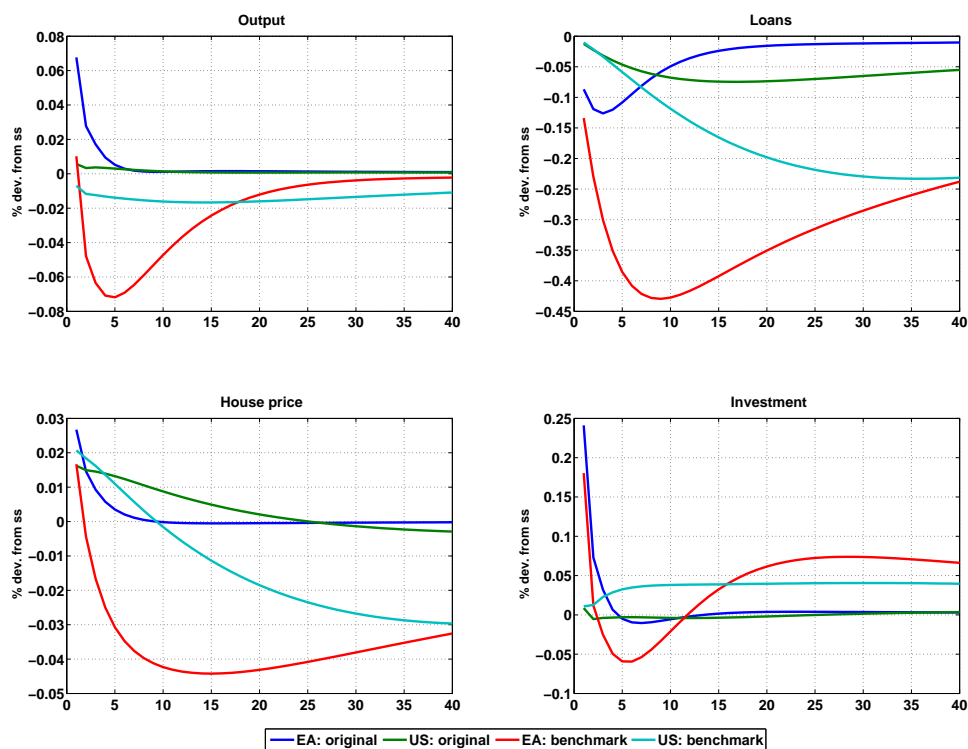 Output
% dev. from ss
0.08
0.06
0.04
0.02
0
−0.02
−0.04
−0.06
−0.08
0 5 10 15 20 25 30 35 40
Loans
% dev. from ss
0
−0.05
−0.1
−0.15
−0.2
−0.25
−0.3
−0.35
−0.4
−0.45
0 5 10 15 20 25 30 35 40
House price
% dev. from ss
0.03
0.02
0.01
0
−0.01
−0.02
−0.03
−0.04
−0.05
0 5 10 15 20 25 30 35 40
Investment
% dev. from ss
0.25
0.2
0.15
0.1
0.05
0
−0.05
−0.1
0 5 10 15 20 25 30 35 40
EA: original US: original EA: benchmark US: benchmark